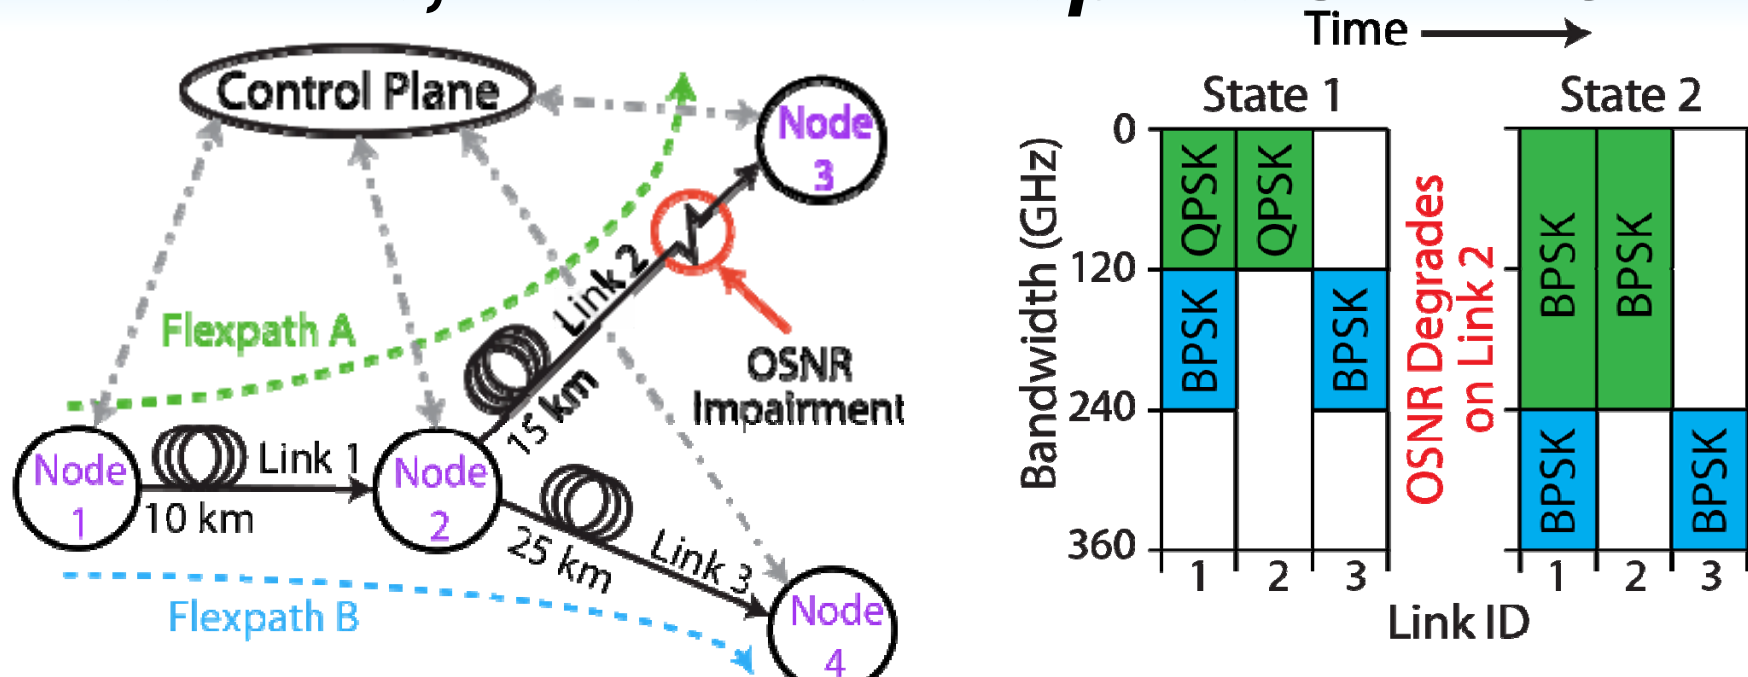 Time
Control Plane
Node
3
State 1
State 2
0
120
240
360
Bandwidth (GHz)
QPSK
QPSK
BPSK
BPSK
OSNR Degrades
on Link 2
BPSK
BPSK
BPSK
BPSK
1
2
3
1
2
3
Link ID
Flexpath A
Link 2
15 km
OSNR
Impairment
Node
1
Link 1
10 km
Node
2
Link 3
25 km
Node
4
Flexpath B